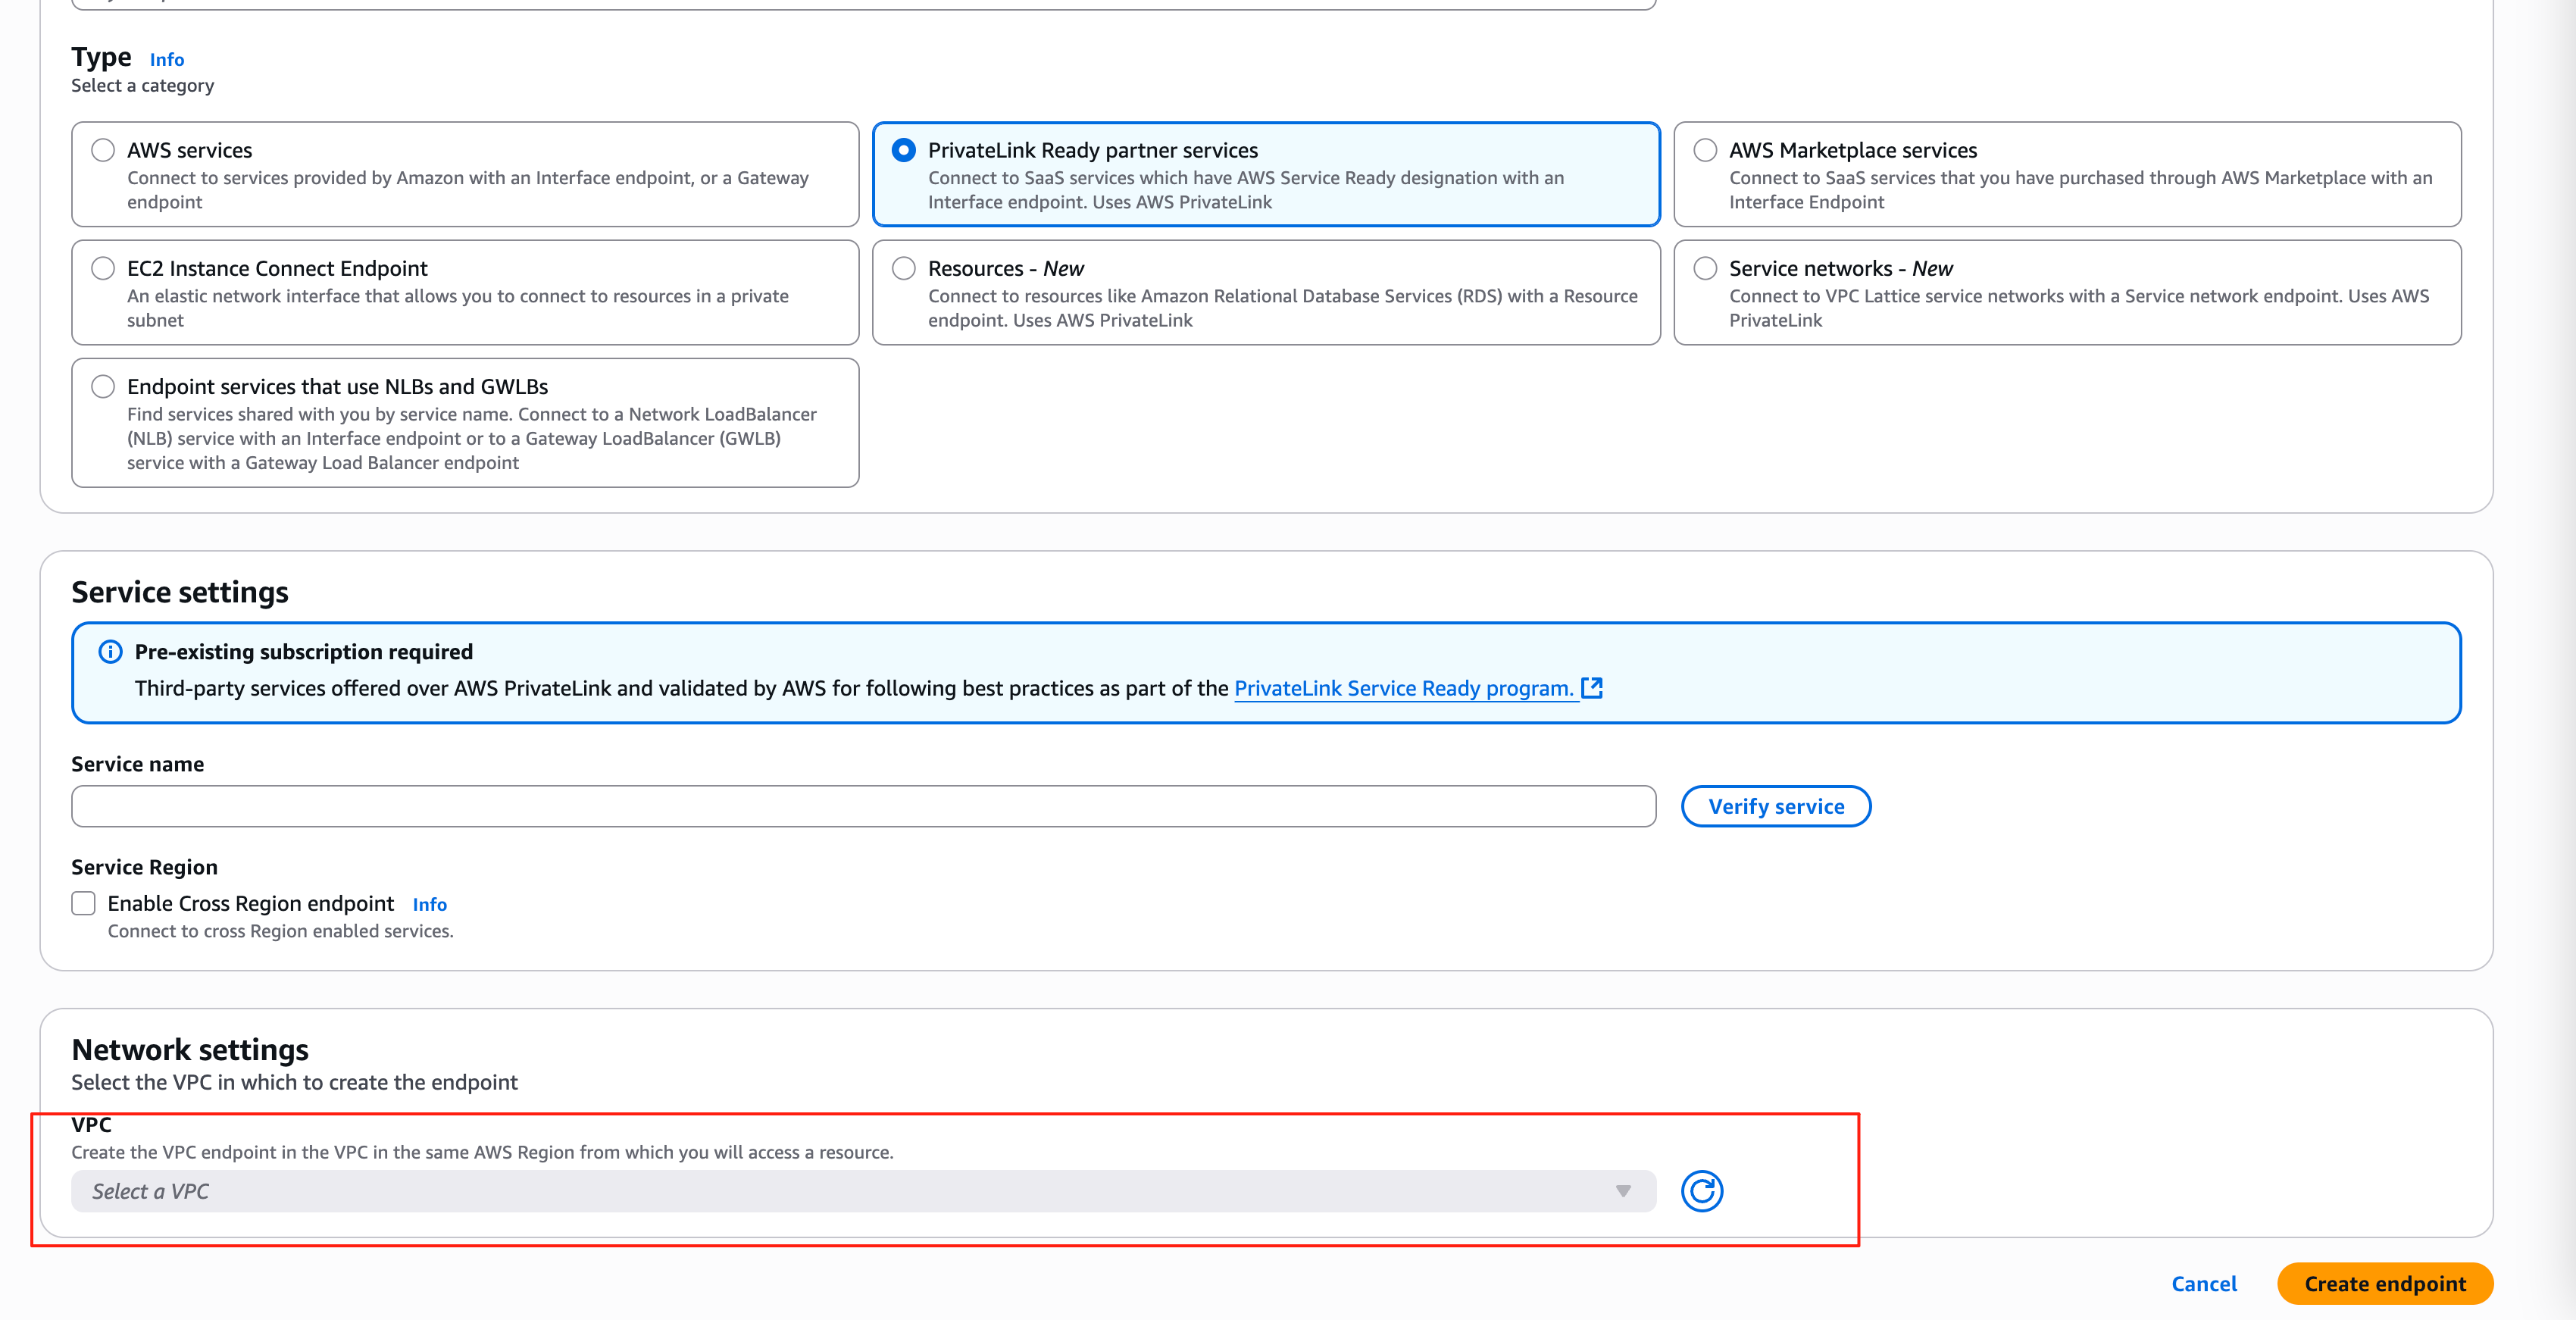 Type Info
Select a category
AWS services
Connect to services provided by Amazon with an Interface endpoint, or a Gateway
endpoint
PrivateLink Ready partner services
Connect to SaaS services which have AWS Service Ready designation with an
Interface endpoint. Uses AWS PrivateLink
AWS Marketplace services
Connect to SaaS services that you have purchased through AWS Marketplace with an
Interface Endpoint
EC2 Instance Connect Endpoint
An elastic network interface that allows you to connect to resources in a private
subnet
Resources - New
Connect to resources like Amazon Relational Database Services (RDS) with a Resource
endpoint. Uses AWS PrivateLink
Service networks - New
Connect to VPC Lattice service networks with a Service network endpoint. Uses AWS
PrivateLink
Endpoint services that use NLBs and GWLBs
Find services shared with you by service name. Connect to a Network LoadBalancer
(NLB) service with an Interface endpoint or to a Gateway LoadBalancer (GWLB)
service with a Gateway Load Balancer endpoint
Service settings
Pre-existing subscription required
Third-party services offered over AWS PrivateLink and validated by AWS for following best practices as part of the PrivateLink Service Ready program.
Service name
Verify service
Service Region
Enable Cross Region endpoint Info
Connect to cross Region enabled services.
Network settings
Select the VPC in which to create the endpoint
VPC
Create the VPC endpoint in the VPC in the same AWS Region from which you will access a resource.
Select a VPC
Cancel
Create endpoint